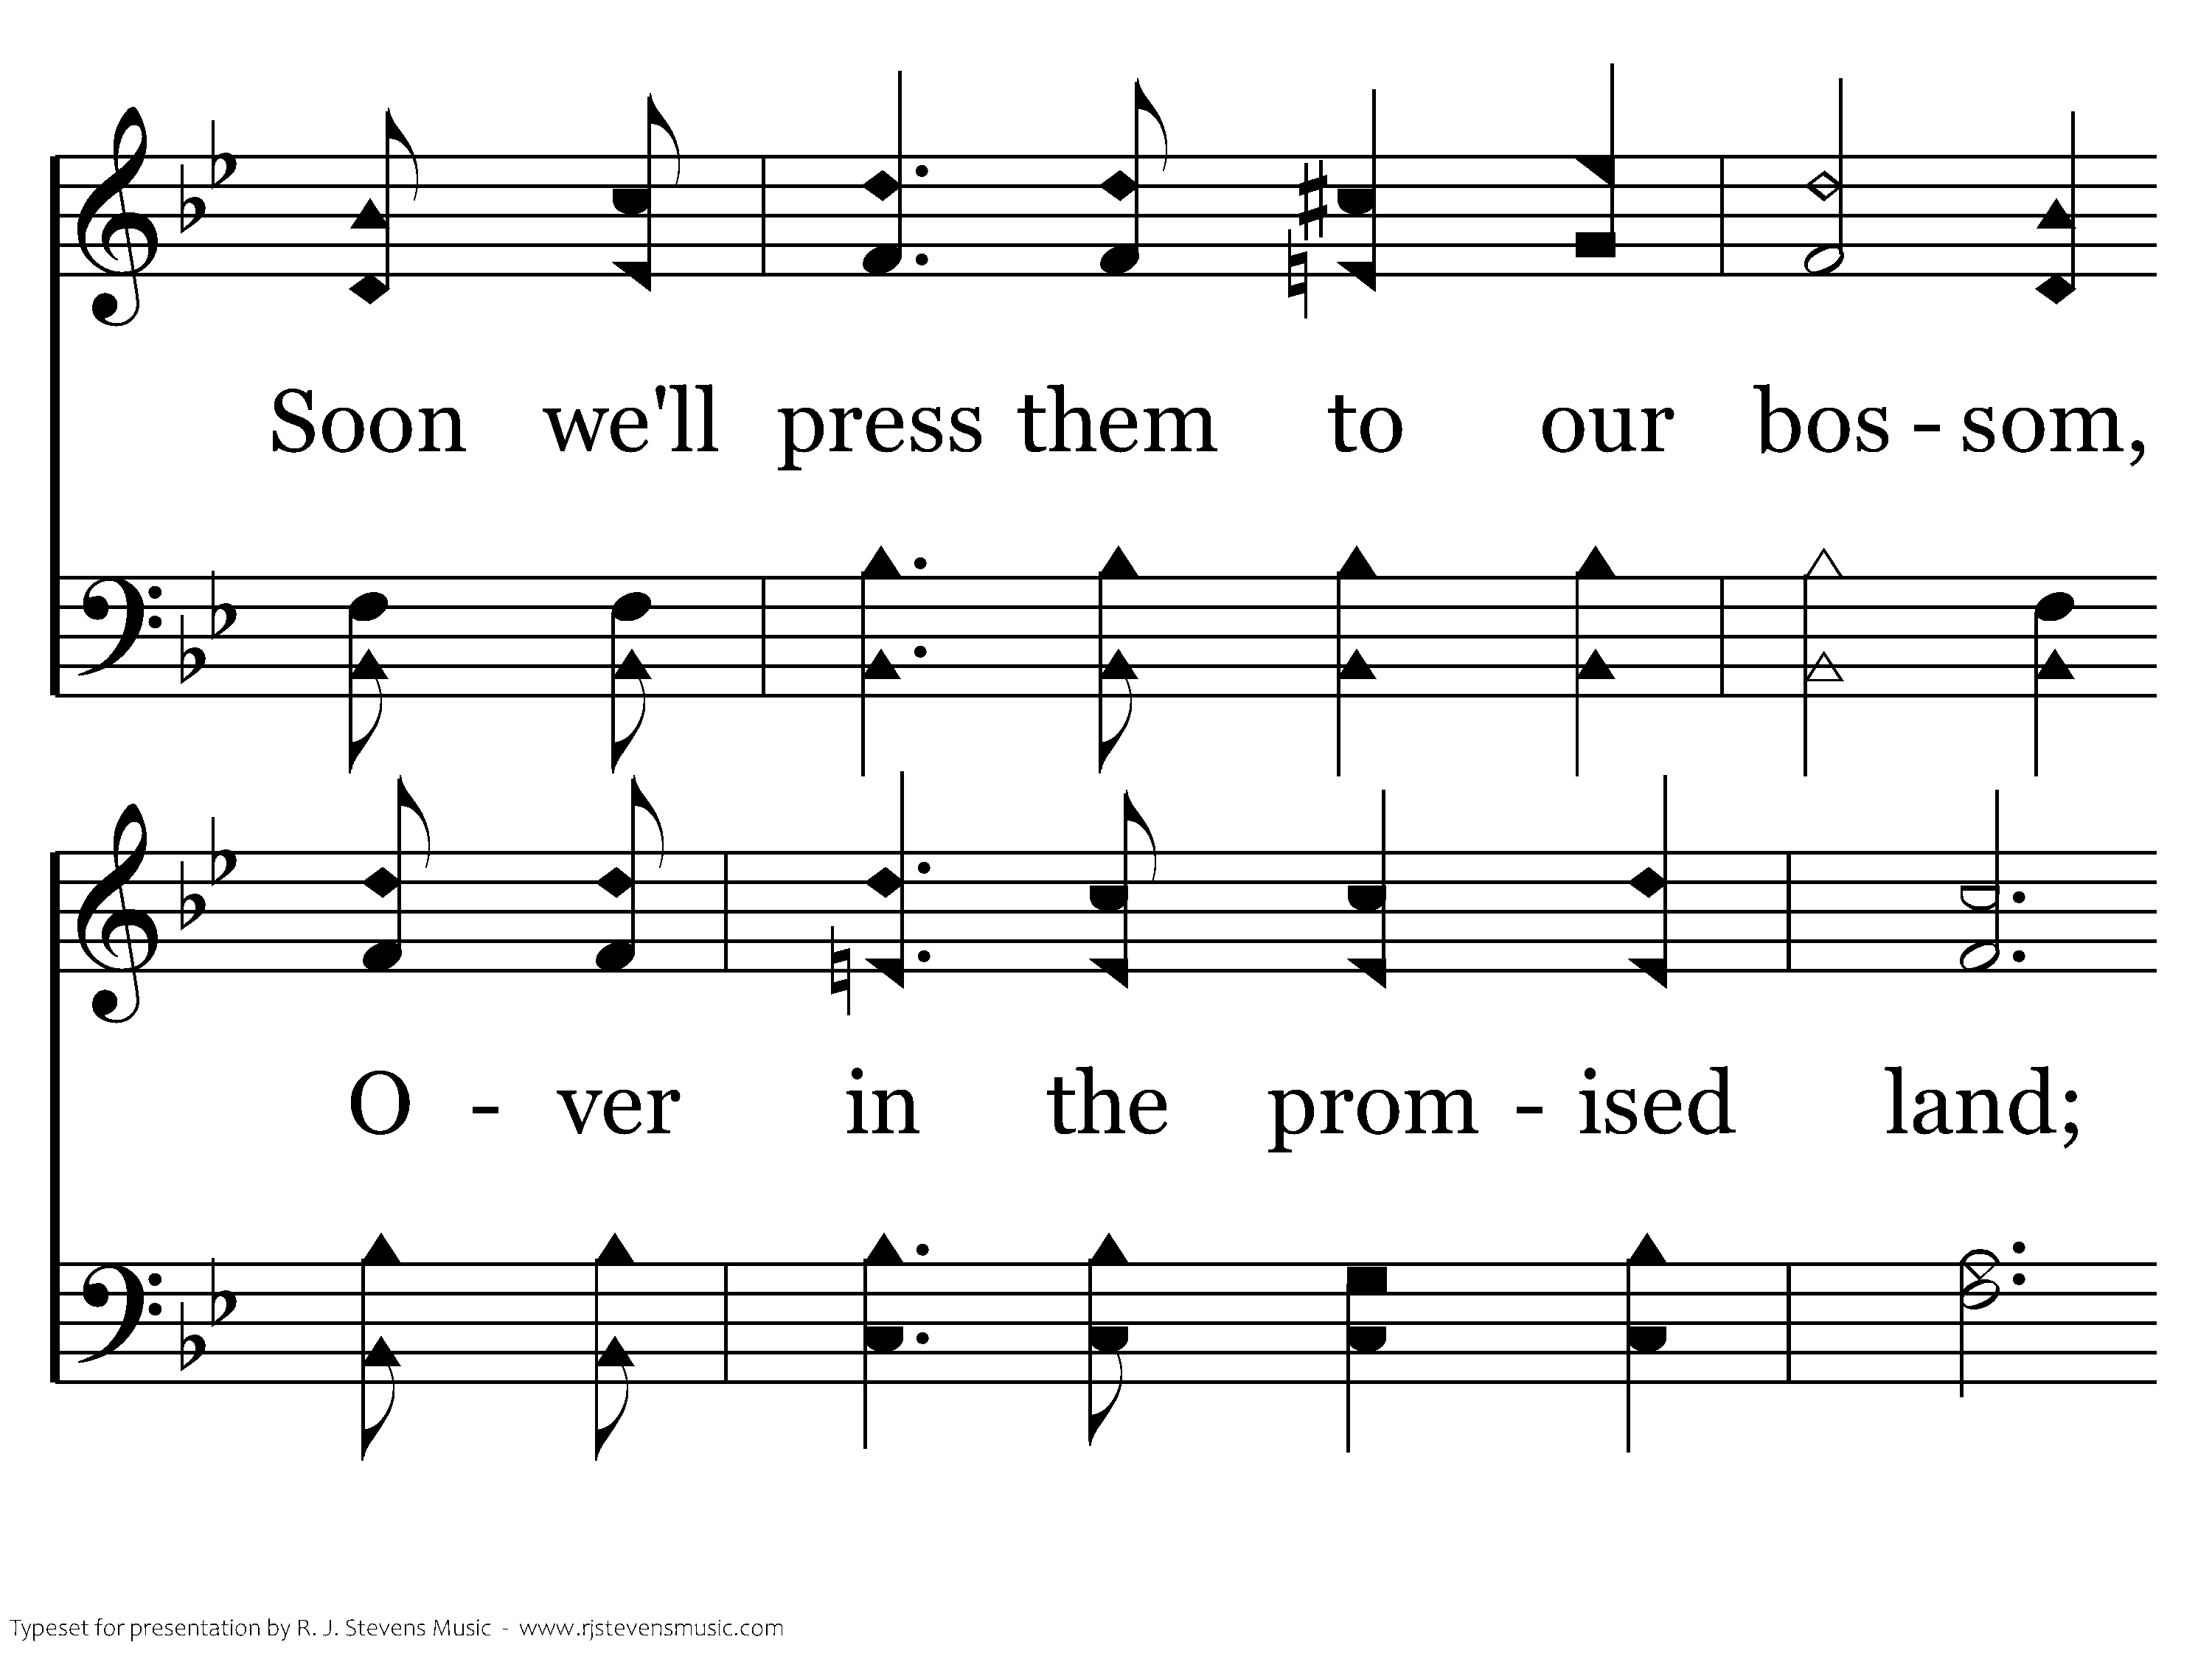 Soon we'll press them to our bos - som,
O - ver in the prom - ised land;
Typeset for presentation by R. J. Stevens Music - www.rjstevensmusic.com